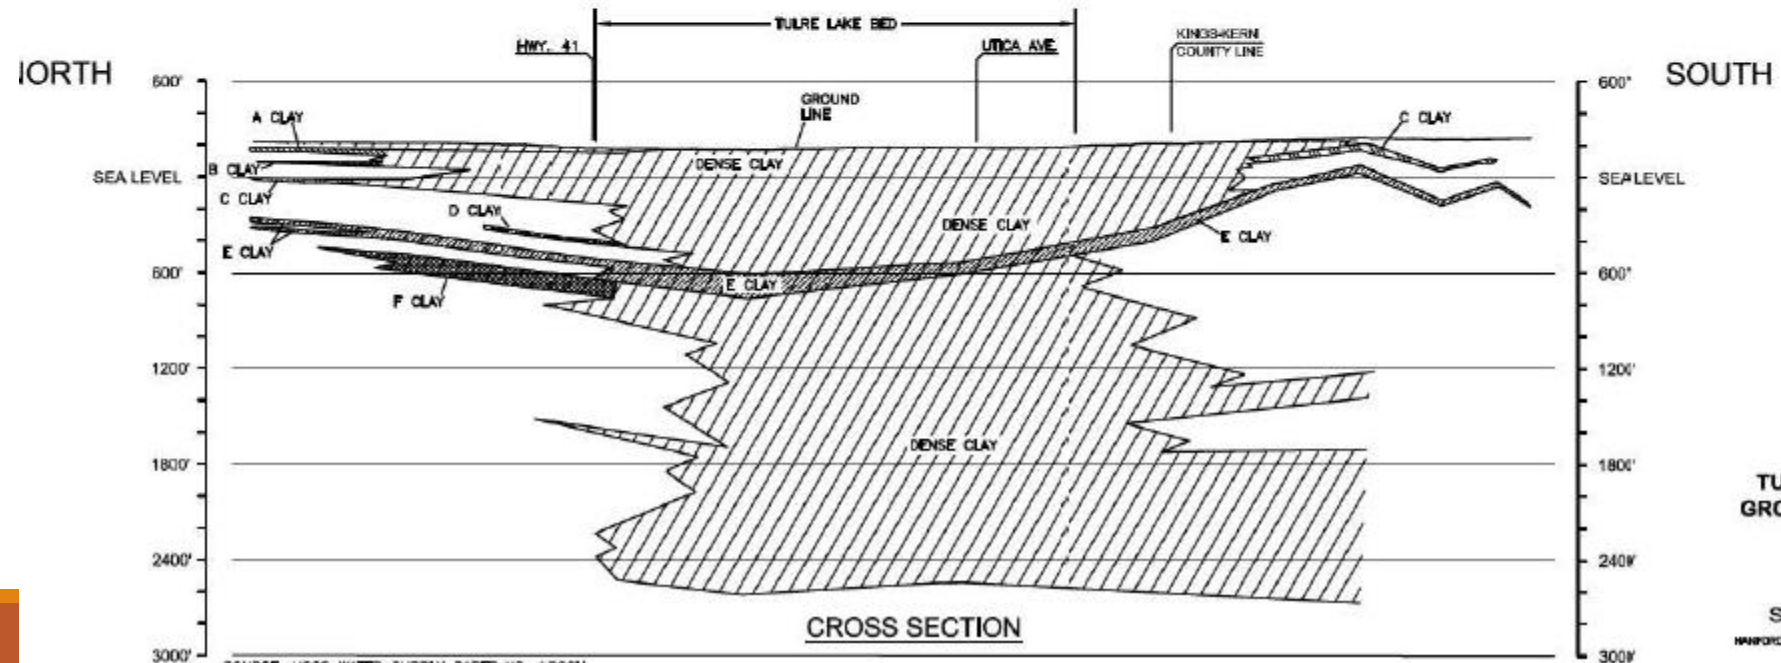 TULRE LAKE BED
HWY. 41
UTICA AVE.
KINGS-KERN
COUNTY LINE
IORTH
SOUTH
600'
600'
GROUND
LINE
A CLAY
C CLAY
DENSE CLAY
B CLAY
SEA LEVEL
SEA LEVEL
C CLAY
D CLAY
DENSE CLAY
E CLAY
E CLAY
600'
600'
E CLAY
F CLAY
1200'
1200'
DENSE CLAY
1800'
1800'
TU
GRO
2400'
2400'
S
CROSS SECTION
3000'
3000'